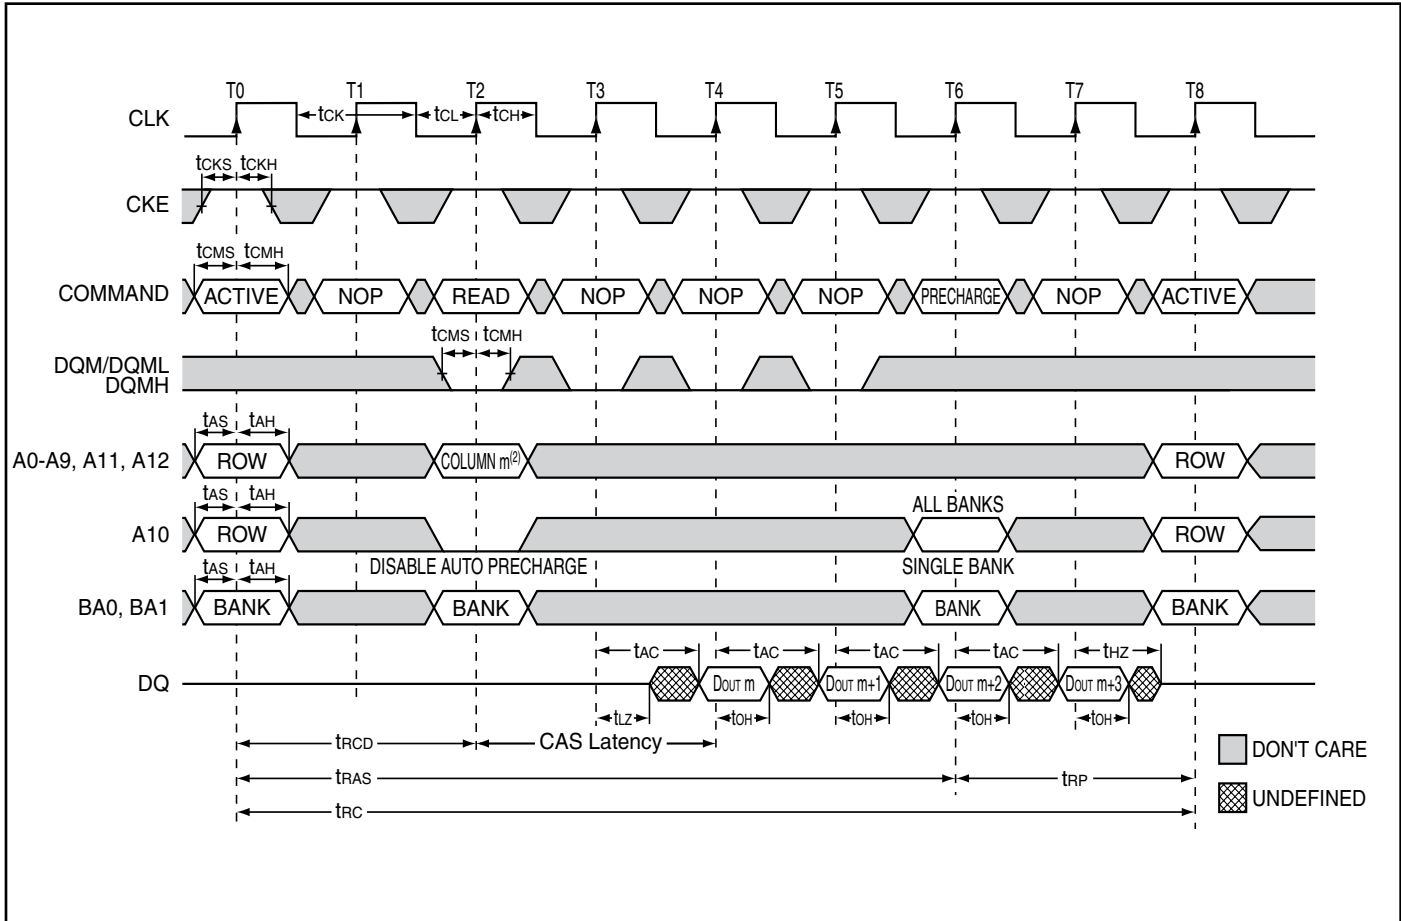 T0 T1 T2 T3 T4 T5 T6 T7 T8
CLK tCK tCL tCH
tCKS tCKH
CKE
tCMS tCMH
COMMAND ACTIVE NOP READ NOP NOP NOP PRECHARGE NOP ACTIVE
tCMS tCMH
DQM/DQML
DQMH
tAS tAH
A0-A9, A11, A12 ROW COLUMN m(2) ROW
tAS tAH ALL BANKS
A10 ROW ROW
tAS tAH DISABLE AUTO PRECHARGE SINGLE BANK
BA0, BA1 BANK BANK BANK BANK
tAC tAC tAC tAC tHZ
DQ DOUT m DOUT m+1 DOUT m+2 DOUT m+3
tLZ tOH tOH tOH tOH
tRCD CAS Latency
DON'T CARE
tRAS tRP
UNDEFINED
tRC